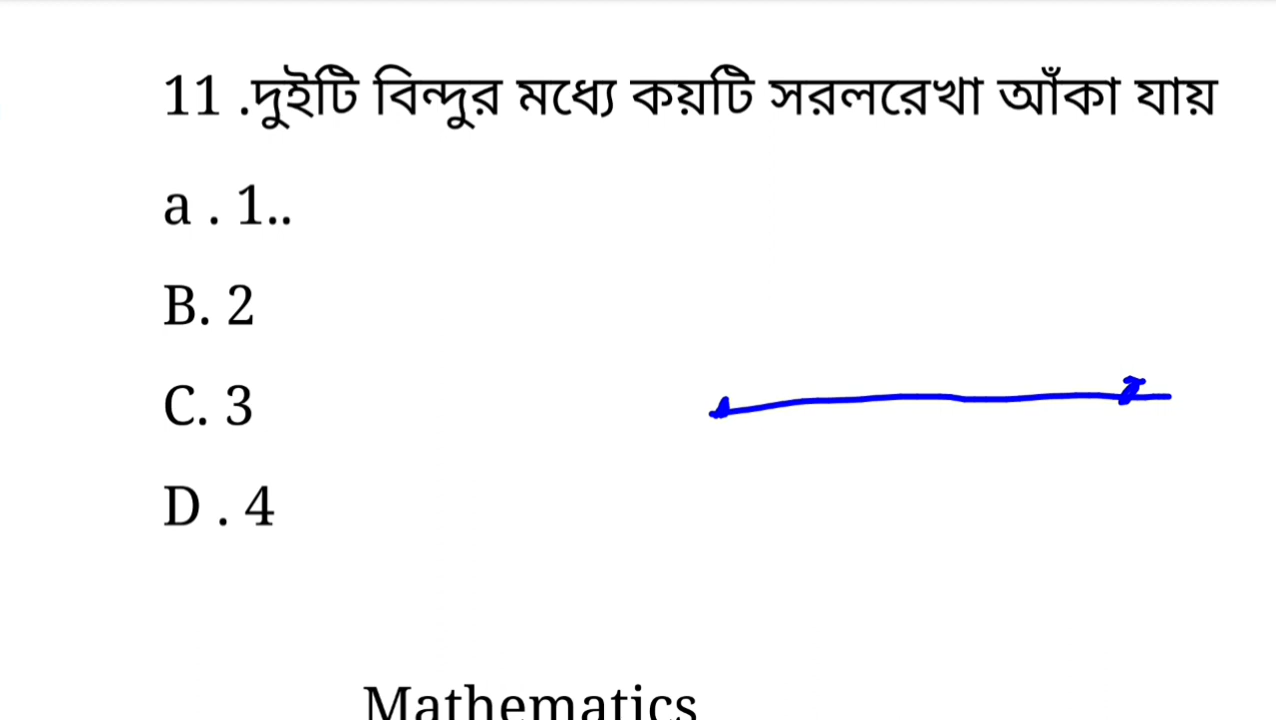 11 .দুইটি বিন্দুর মধ্যে কয়টি সরলরেখা আঁকা যায়
a . 1..
B. 2
C. 3
D . 4
Mathematics